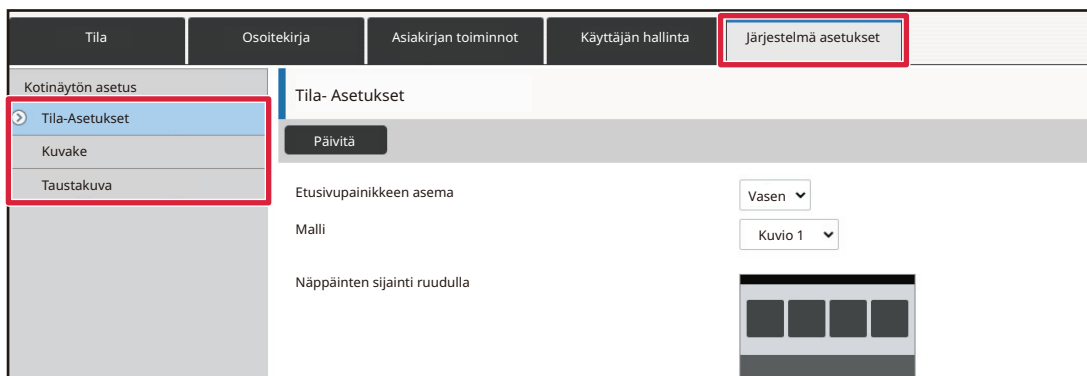 Tila
Osoitekirja
Asiakirjan toiminnot
Käyttäjän hallinta
Järjestelmä asetukset
Kotinäytön asetus
Tila-Asetukset
Kuvake
Taustakuva
Tila- Asetukset
Päivitä
Etusivupainikkeen asema
Vasen
Malli
Kuvio 1
Näppäinten sijainti ruudulla